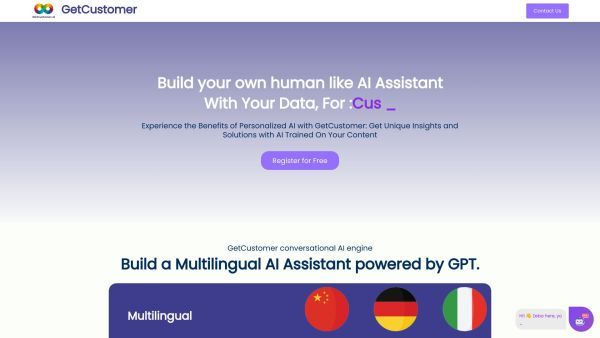 GetCustomer
Contact Us
Build your own human like AI Assistant
With Your Data, For :Cus _
Experience the Benefits of Personalized AI with GetCustomer: Get Unique Insights and
Solutions with AI Trained On Your Content
Register for Free
GetCustomer conversational AI engine
Build a Multilingual AI Assistant powered by GPT.
Multilingual
Hi 👋 Zoba here, yo
_